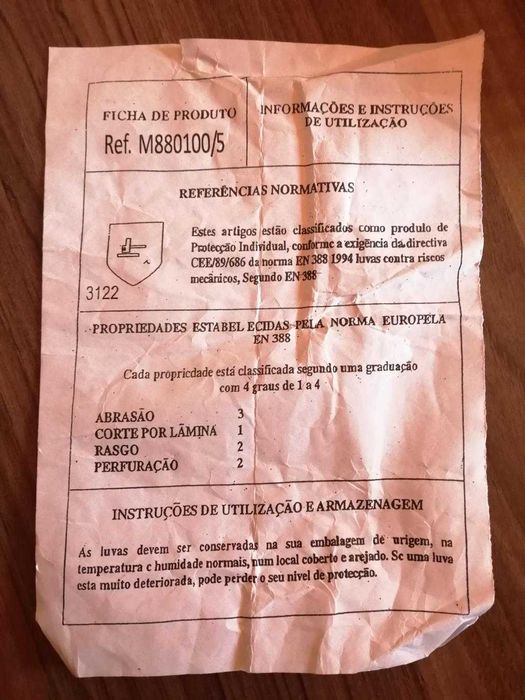 FICHA DE PRODUTO
Ref. M880100/5
INFORMAÇÕES E INSTRUÇÕES
DE UTILIZAÇÃO
REFERÊNCIAS NORMATIVAS
Estes artigos estão classificados como produlo de
Protecção Individual, conforme a exigência da directiva
CEE/89/686 da norma EN 388 1994 luvas contra riscos
mecânicos, Segundo EN 388
3122
PROPRIEDADES ESTABELECIDAS PELA NORMA EUROPELA
EN 388
Cada propriedade está classificada segundo uma graduação
com 4 graus de 1 a 4
ABRASÃO 3
CORTE POR LÂMINA 1
RASGO 2
PERFURAÇÃO 2
INSTRUÇÕES DE UTILIZAÇÃO E ARMAZENAGEM
As luvas devem ser conservadas na sua embalagem de urigem, na
temperatura c humidade normais, num local coberto e arejado. Sc uma luva
esta muito deteriorada, pode perder o seu nivel de protecção.